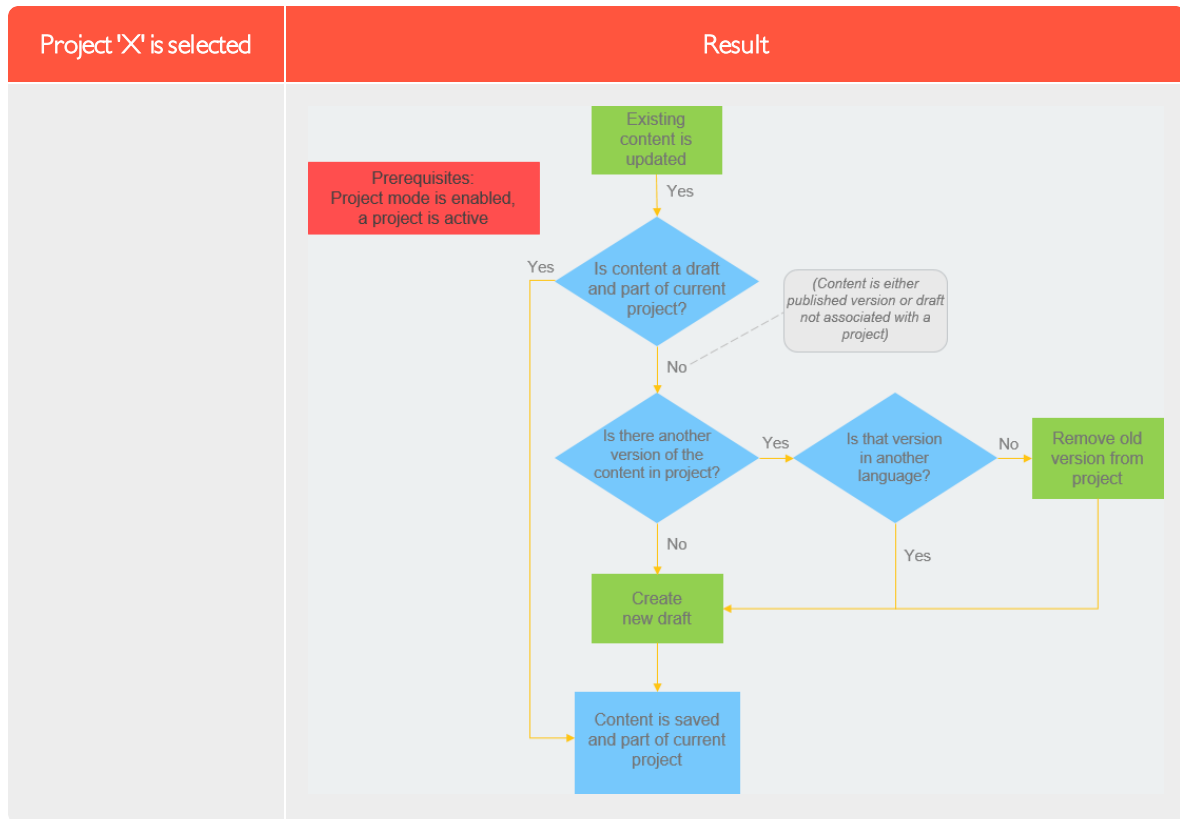 Project 'X' is selected
Result
Existing
content is
updated
Prerequisites:
Project mode is enabled,
a project is active
Yes
Yes
Is content a draft
and part of current
project?
(Content is either
published version or draft
not associated with a
project)
No
Is there another
version of the
content in project?
Yes
Is that version
in another
language?
No
Remove old
version from
project
No
Yes
Create
new draft
Content is saved
and part of current
project